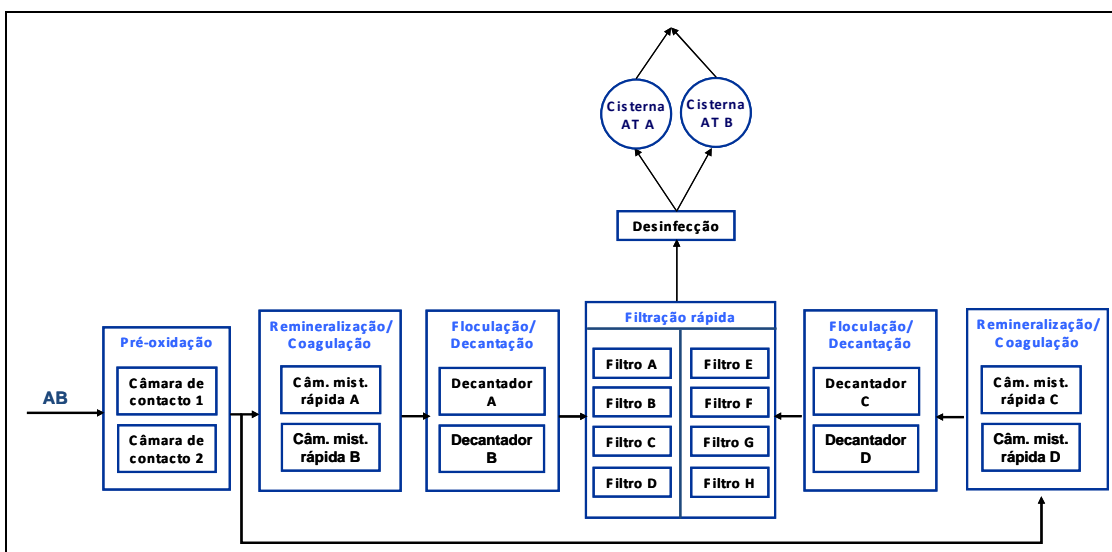 Cisterna
AT A
Cisterna
AT B
Desinfecção
AB
Pré-oxidação
Câmara de
contacto 1
Câmara de
contacto 2
Remineralização/
Coagulação
Câm. mist.
rápida A
Câm. mist.
rápida B
Floculação/
Decantação
Decantador
A
Decantador
B
Filtração rápida
Filtro A
Filtro B
Filtro C
Filtro D
Filtro E
Filtro F
Filtro G
Filtro H
Floculação/
Decantação
Decantador
C
Decantador
D
Remineralização/
Coagulação
Câm. mist.
rápida C
Câm. mist.
rápida D